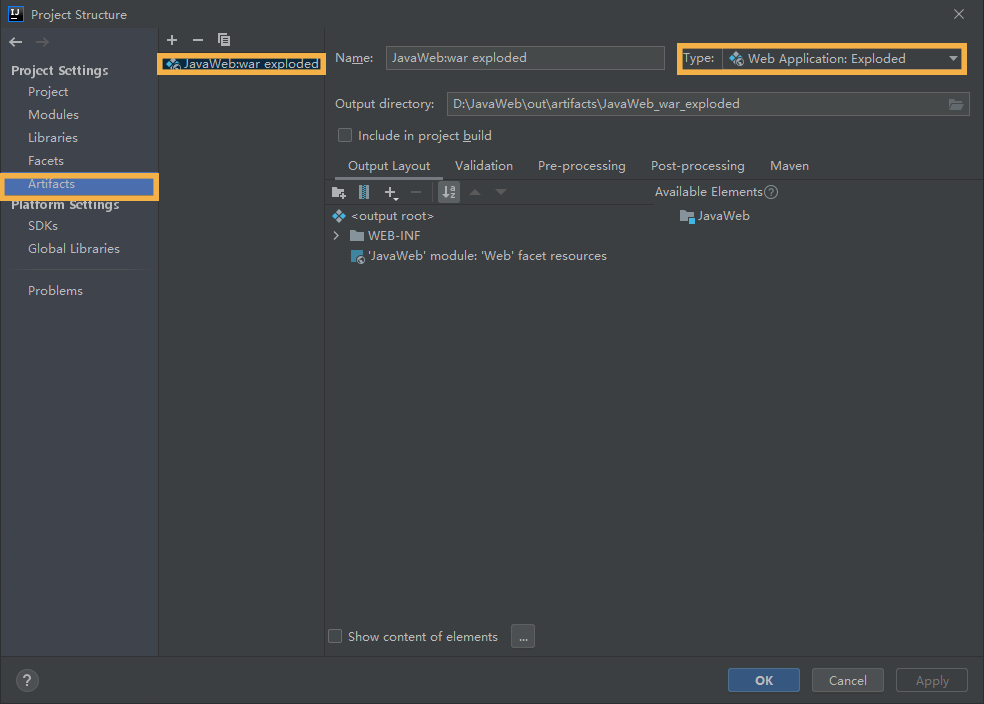 Project Structure
Project Settings
Project
Modules
Libraries
Facets
Artifacts
Platform Settings
SDKs
Global Libraries
Problems
JavaWeb:war exploded
Name: JavaWeb:war exploded Type: Web Application: Exploded
Output directory: D:\JavaWeb\out\artifacts\JavaWeb_war_exploded
Include in project build
Output Layout Validation Pre-processing Post-processing Maven
Available Elements ?
<output root>
JavaWeb
WEB-INF
'JavaWeb' module: 'Web' facet resources
Show content of elements ...
? OK Cancel Apply